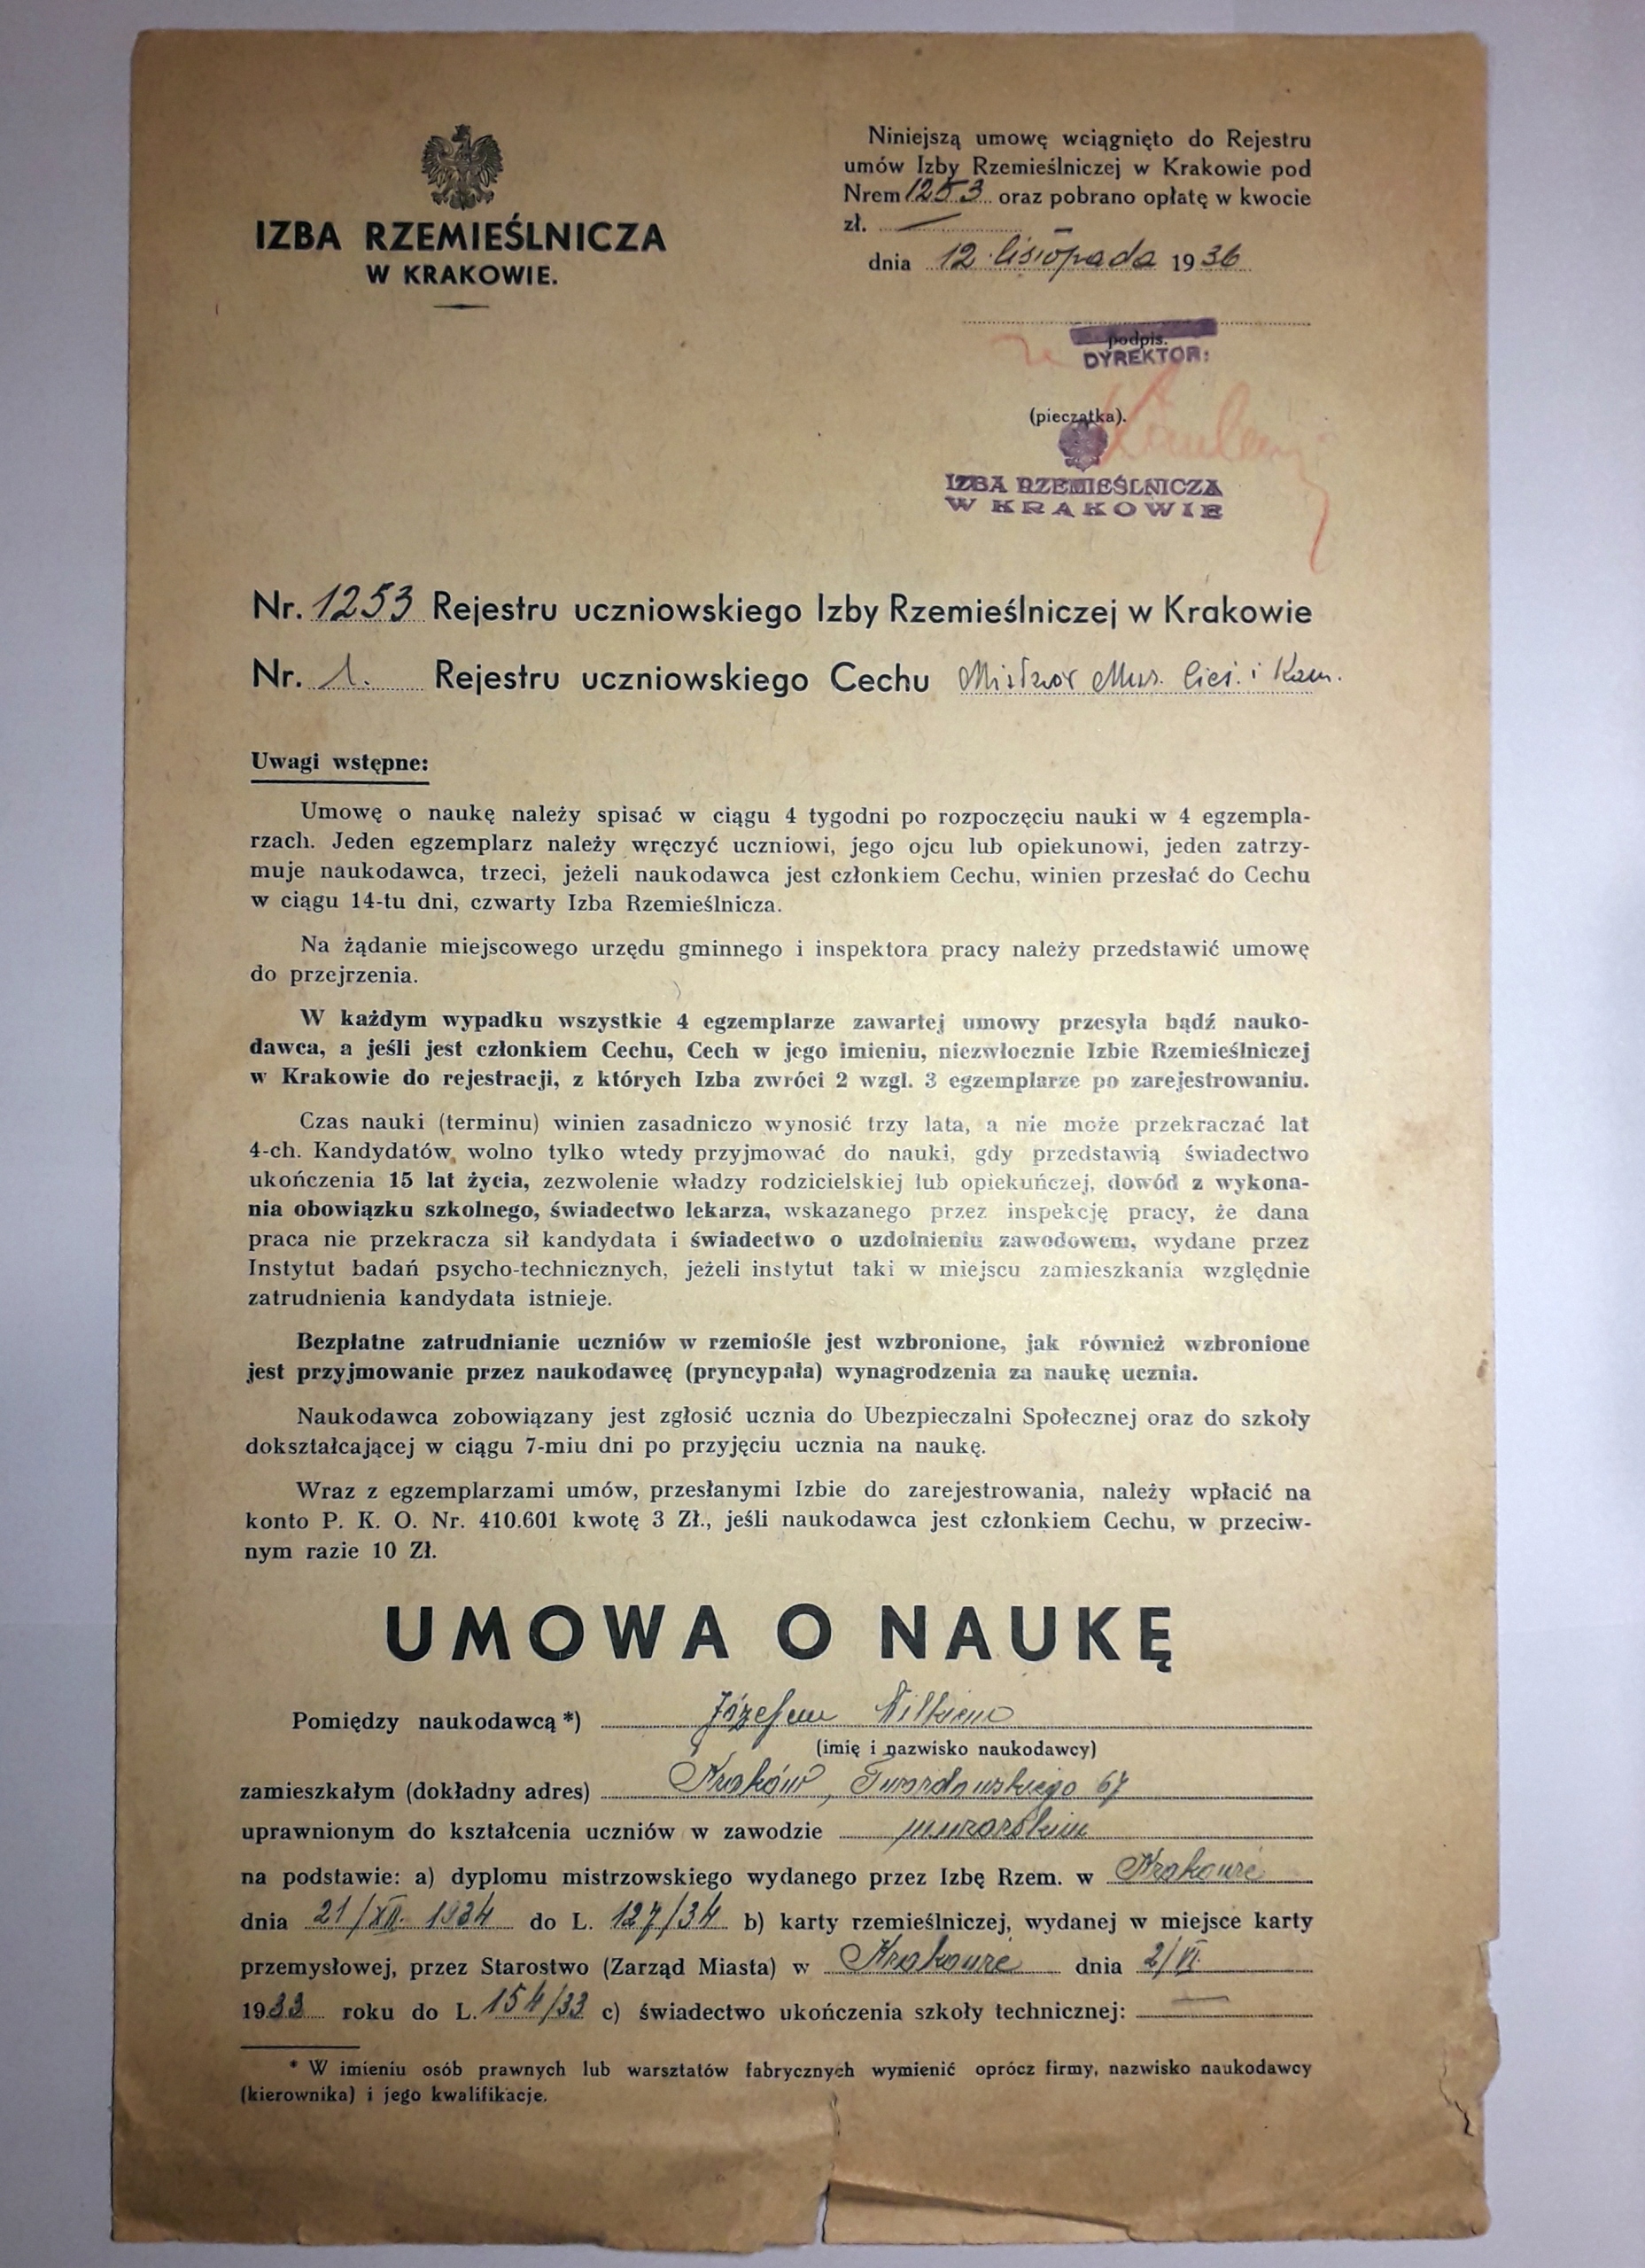 IZBA RZEMIEŚLNICZA
W KRAKOWIE.
Niniejszą umowę wciągnięto do Rejestru
umów Izby Rzemieślniczej w Krakowie pod
Nrem 1253 oraz pobrano opłatę w kwocie
zł. —
dnia 12 listopada 1936
podpis.
DYREKTOR:
(pieczątka).
IZBA RZEMIEŚLNICZA
W KRAKOWIE
Nr. 1253 Rejestru uczniowskiego Izby Rzemieślniczej w Krakowie
Nr. 1. Rejestru uczniowskiego Cechu Mistrzów Mur. Cieś. i Kam.
Uwagi wstępne:
Umowę o naukę należy spisać w ciągu 4 tygodni po rozpoczęciu nauki w 4 egzempla-
rzach. Jeden egzemplarz należy wręczyć uczniowi, jego ojcu lub opiekunowi, jeden zatrzy-
muje naukodawca, trzeci, jeżeli naukodawca jest członkiem Cechu, winien przesłać do Cechu
w ciągu 14-tu dni, czwarty Izba Rzemieślnicza.
Na żądanie miejscowego urzędu gminnego i inspektora pracy należy przedstawić umowę
do przejrzenia.
W każdym wypadku wszystkie 4 egzemplarze zawartej umowy przesyła bądź nauko-
dawca, a jeśli jest członkiem Cechu, Cech w jego imieniu, niezwłocznie Izbie Rzemieślniczej
w Krakowie do rejestracji, z których Izba zwróci 2 wzgl. 3 egzemplarze po zarejestrowaniu.
Czas nauki (terminu) winien zasadniczo wynosić trzy lata, a nie może przekraczać lat
4-ch. Kandydatów wolno tylko wtedy przyjmować do nauki, gdy przedstawią świadectwo
ukończenia 15 lat życia, zezwolenie władzy rodzicielskiej lub opiekuńczej, dowód z wykona-
nia obowiązku szkolnego, świadectwo lekarza, wskazanego przez inspekcję pracy, że dana
praca nie przekracza sił kandydata i świadectwo o uzdolnieniu zawodowem, wydane przez
Instytut badań psycho-technicznych, jeżeli instytut taki w miejscu zamieszkania względnie
zatrudnienia kandydata istnieje.
Bezpłatne zatrudnianie uczniów w rzemiośle jest wzbronione, jak również wzbronione
jest przyjmowanie przez naukodawcę (pryncypała) wynagrodzenia za naukę ucznia.
Naukodawca zobowiązany jest zgłosić ucznia do Ubezpieczalni Społecznej oraz do szkoły
dokształcającej w ciągu 7-miu dni po przyjęciu ucznia na naukę.
Wraz z egzemplarzami umów, przesłanymi Izbie do zarejestrowania, należy wpłacić na
konto P. K. O. Nr. 410.601 kwotę 3 Zł., jeśli naukodawca jest członkiem Cechu, w przeciw-
nym razie 10 Zł.
UMOWA O NAUKĘ
Pomiędzy naukodawcą *) Józefem Wilkiem
(imię i nazwisko naukodawcy)
zamieszkałym (dokładny adres) Kraków, Twardowskiego 67
uprawnionym do kształcenia uczniów w zawodzie murarskim
na podstawie: a) dyplomu mistrzowskiego wydanego przez Izbę Rzem. w Krakowie
dnia 21/XII. 1934 do L. 127/34 b) karty rzemieślniczej, wydanej w miejsce karty
przemysłowej, przez Starostwo (Zarząd Miasta) w Krakowie dnia 2/VI.
1933 roku do L. 154/33 c) świadectwo ukończenia szkoły technicznej: —
* W imieniu osób prawnych lub warsztatów fabrycznych wymienić oprócz firmy, nazwisko naukodawcy
(kierownika) i jego kwalifikacje.